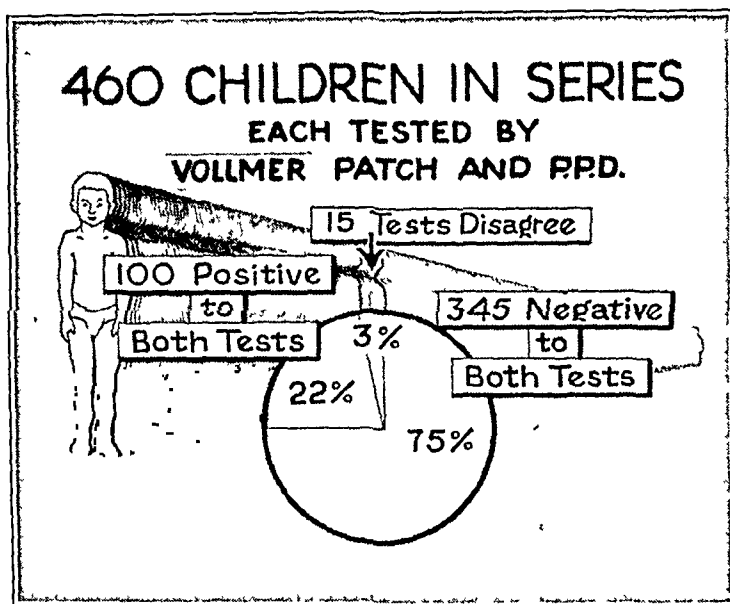 460 CHILDREN IN SERIES
EACH TESTED BY
VOLLMER PATCH AND P.P.D.
15 Tests Disagree
100 Positive
to
Both Tests
345 Negative
to
Both Tests
3%
22%
75%